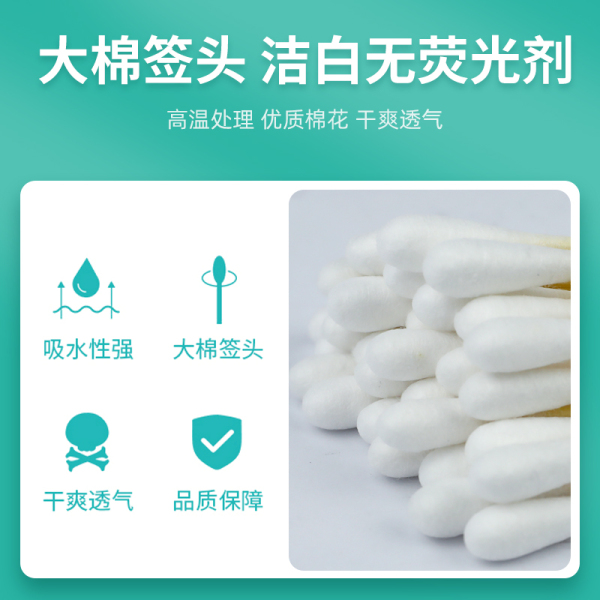 大棉签头 洁白无荧光剂
高温处理 优质棉花 干爽透气
吸水性强
大棉签头
干爽透气
品质保障